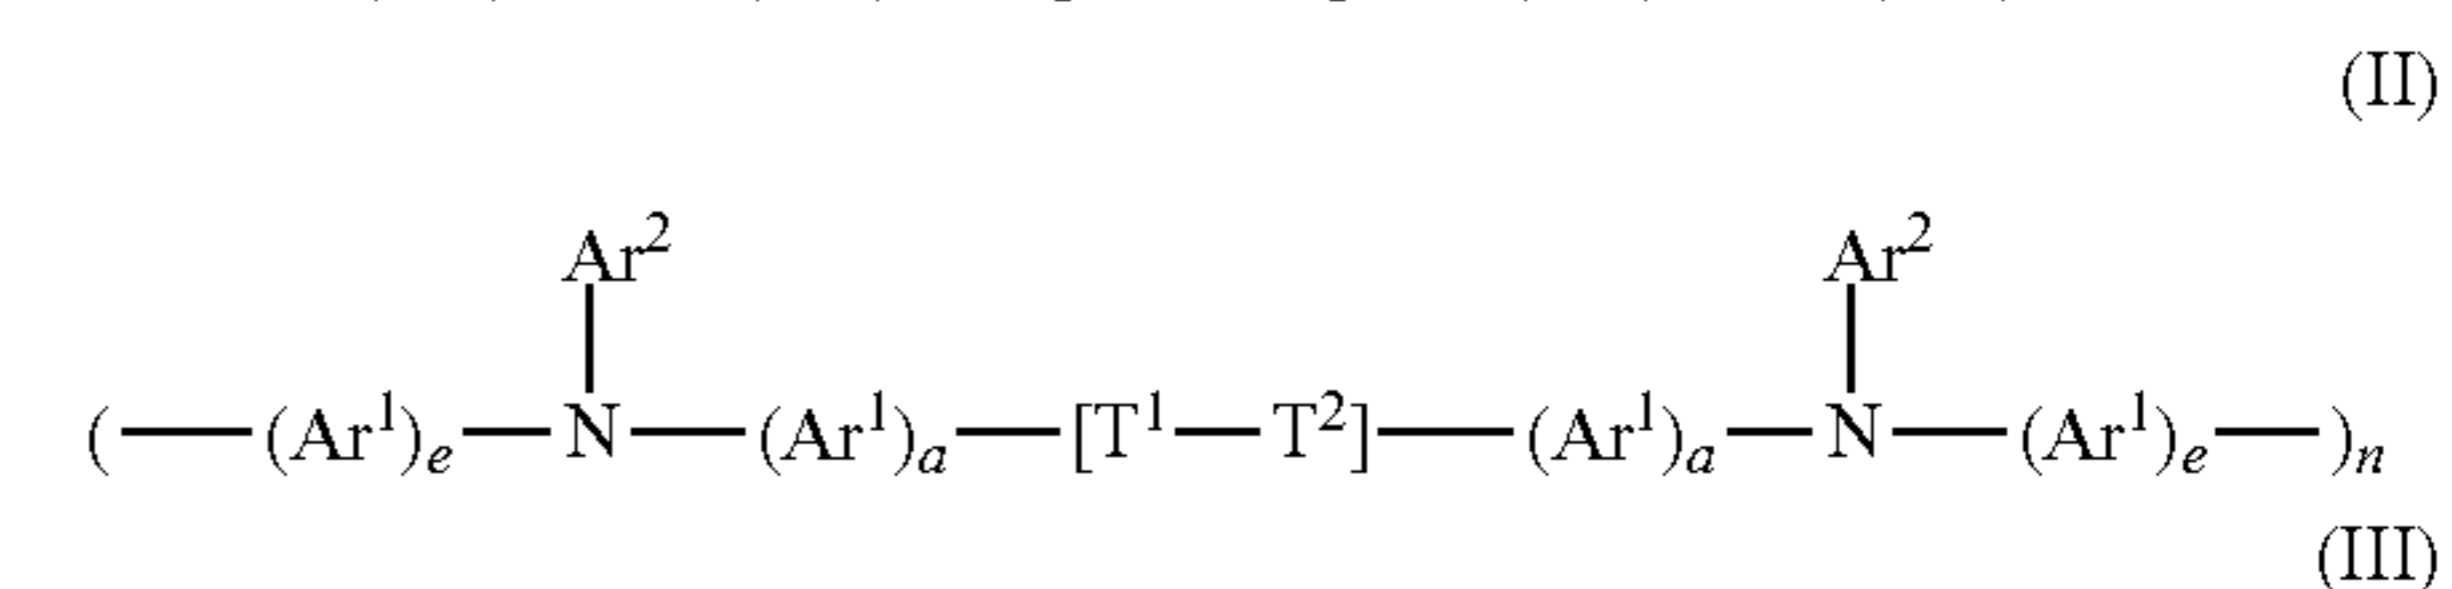 (II)
Ar² Ar²
(—(Ar¹)ₑ—N—(Ar¹)ₐ—[T¹—T²]—(Ar¹)ₐ—N—(Ar¹)ₑ—)ₙ
(III)